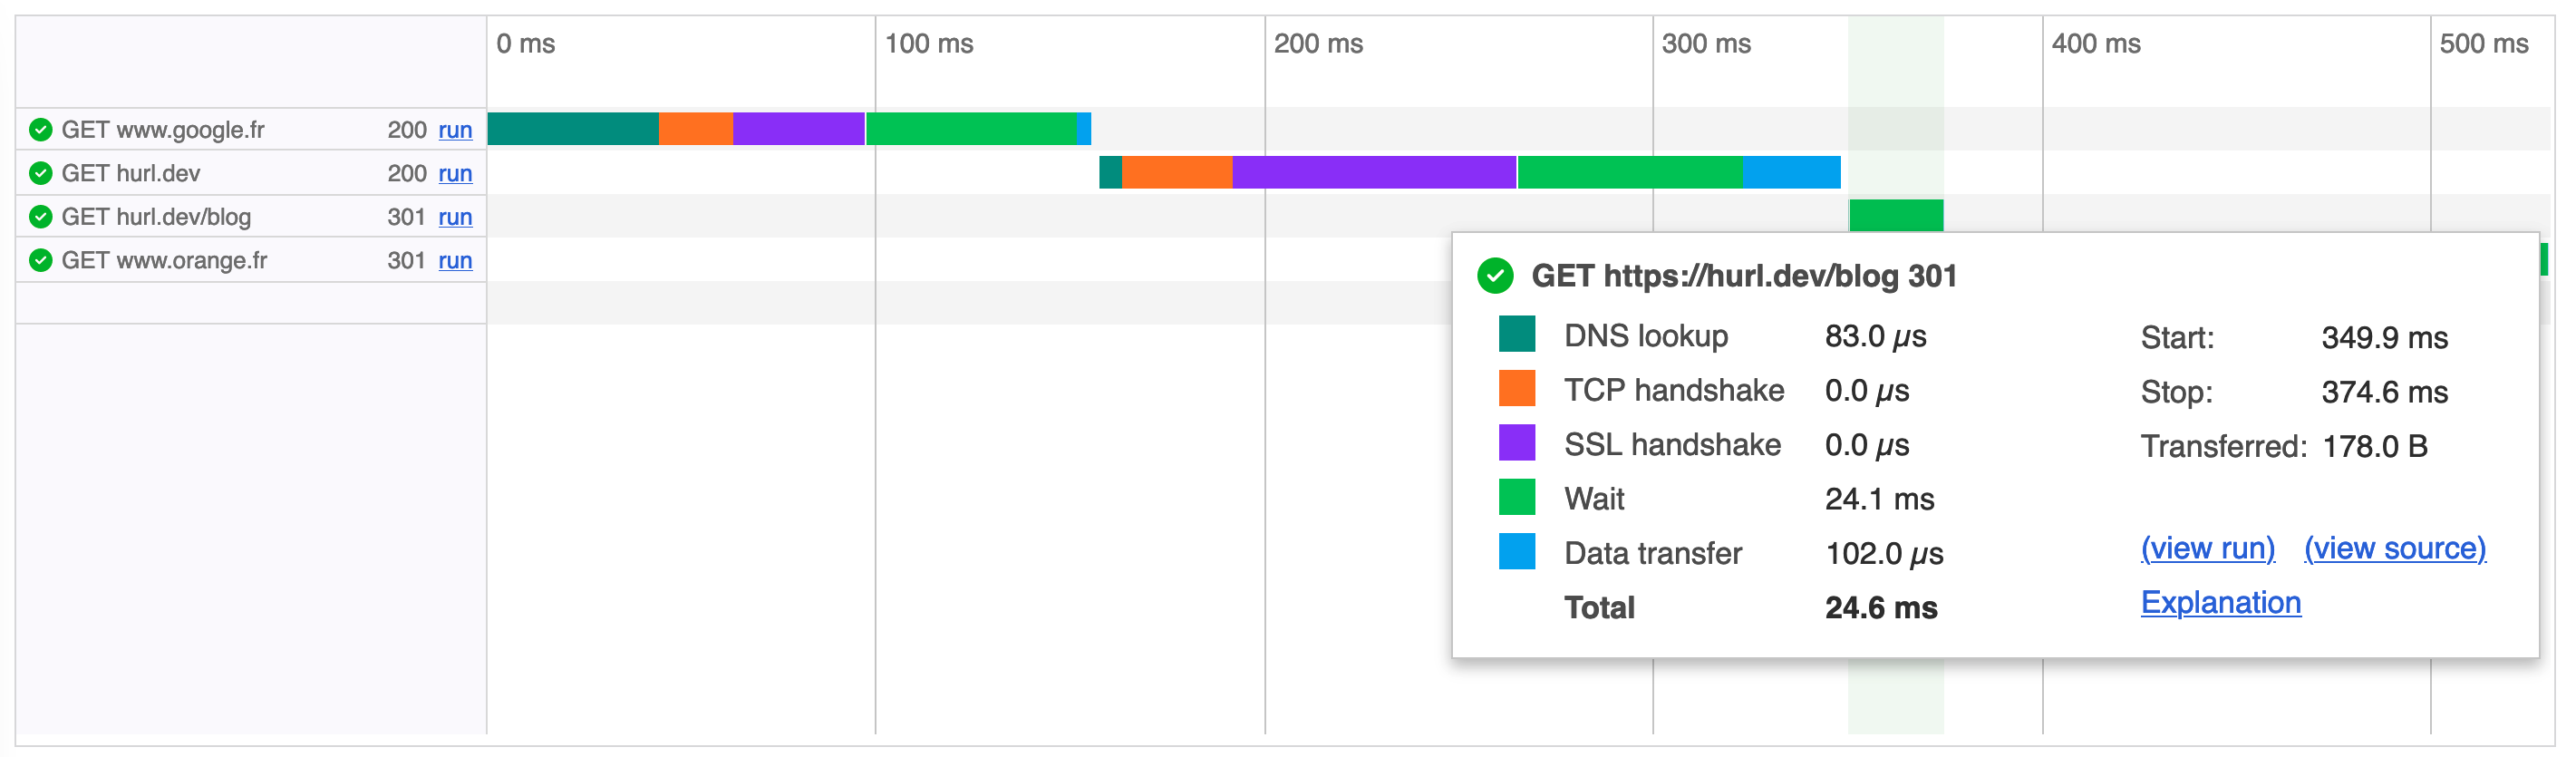 0 ms 100 ms 200 ms 300 ms 400 ms 500 ms
GET www.google.fr 200 run
GET hurl.dev 200 run
GET hurl.dev/blog 301 run
GET www.orange.fr 301 run
GET https://hurl.dev/blog 301
DNS lookup 83.0 µs Start: 349.9 ms
TCP handshake 0.0 µs Stop: 374.6 ms
SSL handshake 0.0 µs Transferred: 178.0 B
Wait 24.1 ms
Data transfer 102.0 µs (view run) (view source)
Total 24.6 ms Explanation